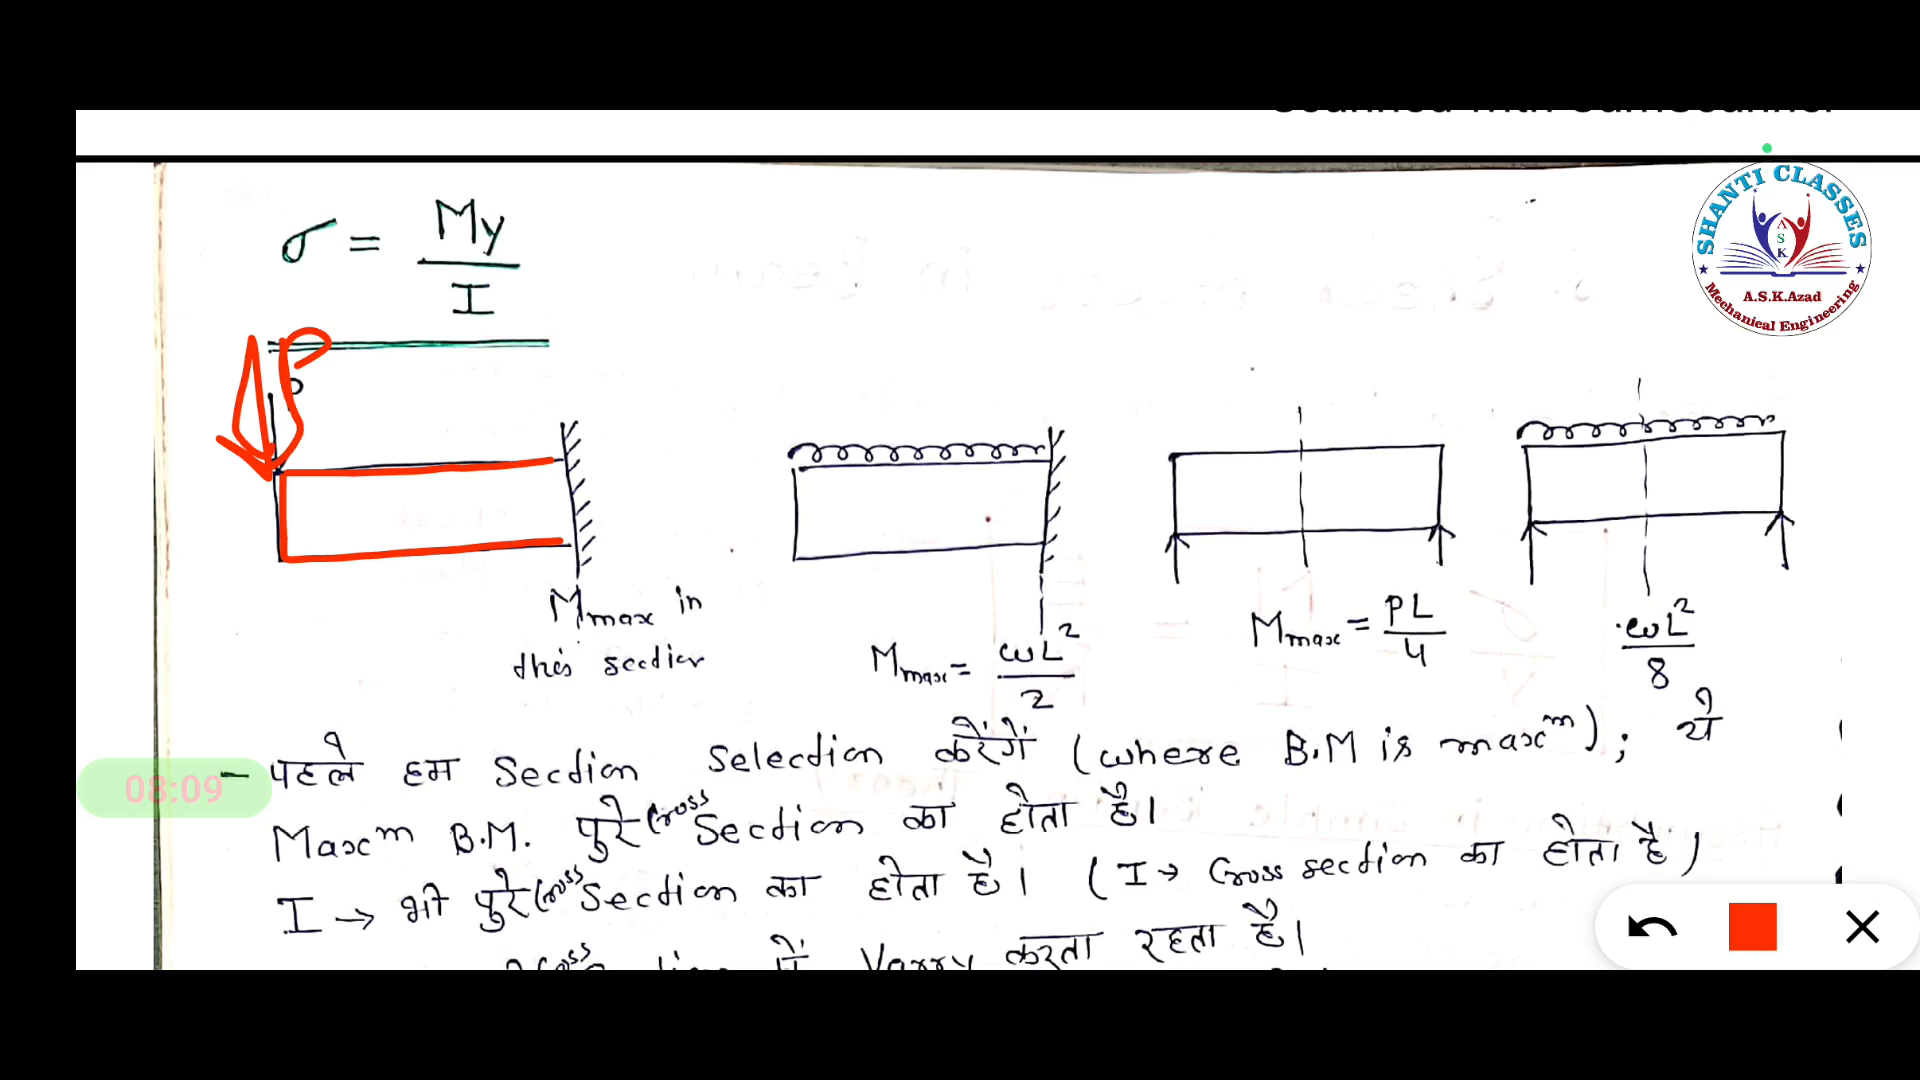 SHANTI CLASSES
A
S
K
A.S.K.Azad
Mechanical Engineering
σ = My
I
P
P
Mmax in
this section
Mmax = ωL²
2
Mmax = PL
4
ωL²
8
08:09
- पहले हम Section Selection करेंगें (where B.M is maxᵐ); ये
Maxᵐ B.M. पुरे Cross Section का होता है।
I → भी पुरे Cross Section का होता है। (I → Cross section का होता है)
में Varry करता रहता है।